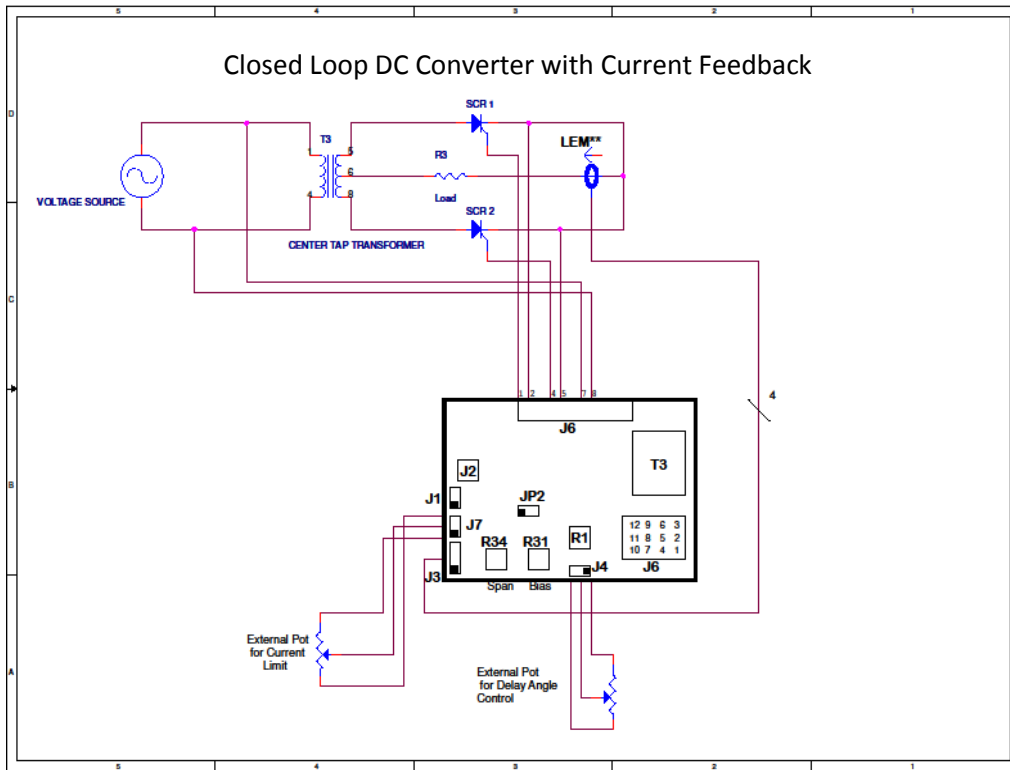 5 4 3 2 1
Closed Loop DC Converter with Current Feedback
D
SCR 1
T3
LEM**
1 5
R3
6
4 8
Load
VOLTAGE SOURCE
SCR 2
CENTER TAP TRANSFORMER
C
4
1 2 4 5 7 8
J6
J2
T3
B
J1
JP2
J7
R34 R31 R1
12 9 6 3
11 8 5 2
10 7 4 1
J3
J4
J6
Span Bias
External Pot
for Current
Limit
A
External Pot
for Delay Angle
Control
5 4 3 2 1